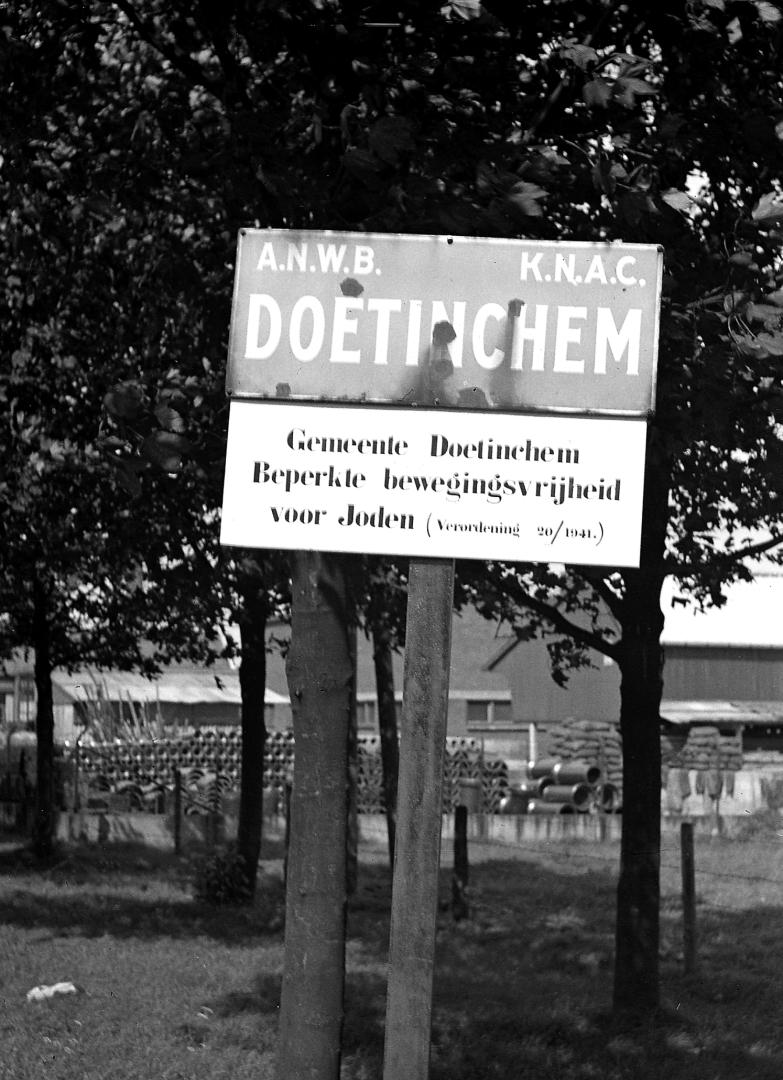 A.N.W.B. K.N.A.C.
DOETINCHEM
Gemeente Doetinchem
Beperkte bewegingsvrijheid
voor Joden (Verordening 20/1941.)